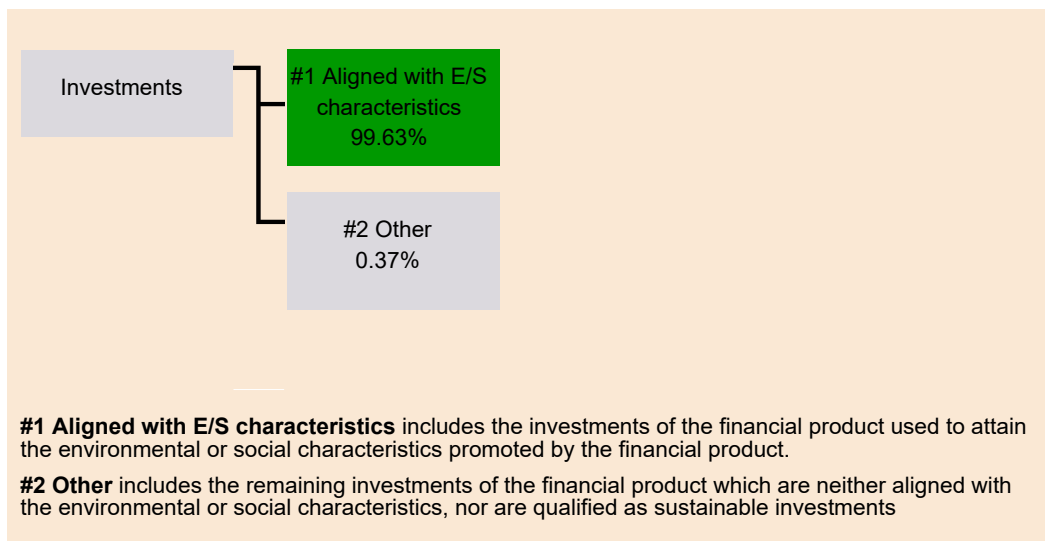 Investments
#1 Aligned with E/S
characteristics
99.63%
#2 Other
0.37%
#1 Aligned with E/S characteristics includes the investments of the financial product used to attain
the environmental or social characteristics promoted by the financial product.
#2 Other includes the remaining investments of the financial product which are neither aligned with
the environmental or social characteristics, nor are qualified as sustainable investments